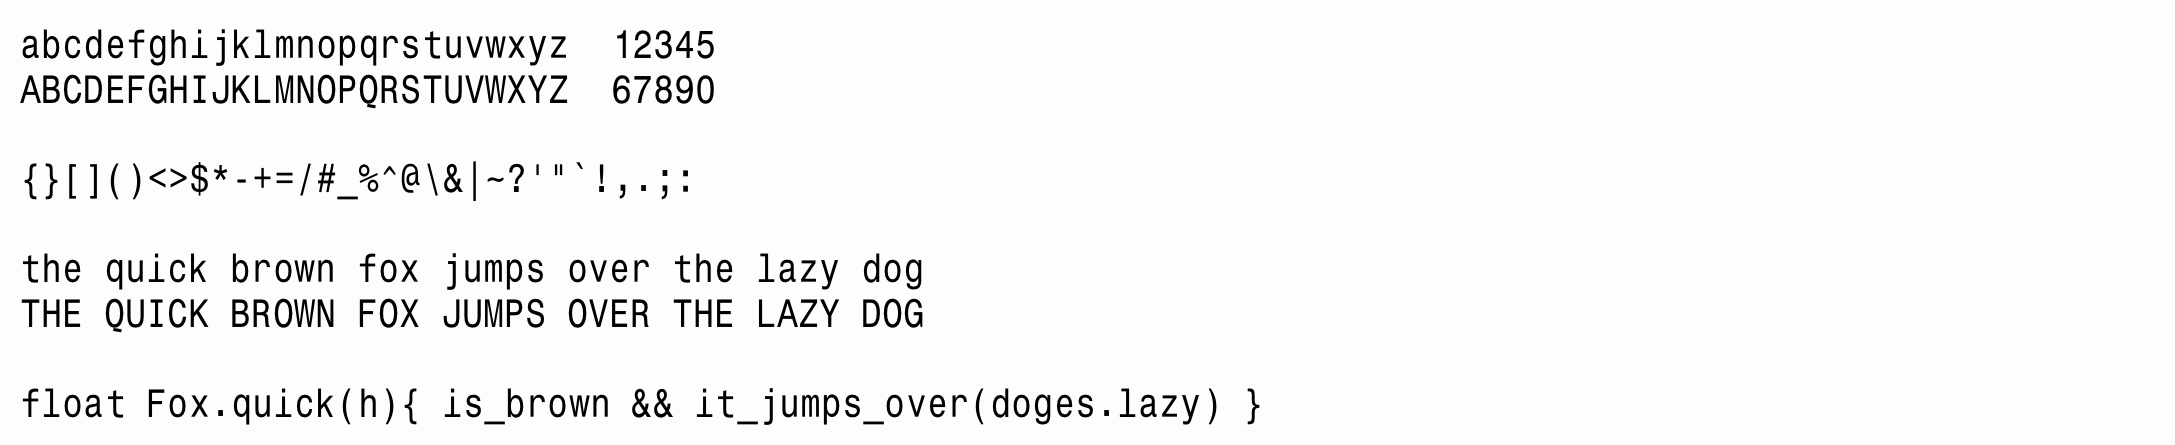 abcdefghijklmnopqrstuvwxyz  12345
ABCDEFGHIJKLMNOPQRSTUVWXYZ  67890
{}[]()<>$*-+=/#_%^@\&|~?'"`!,.;:
the quick brown fox jumps over the lazy dog
THE QUICK BROWN FOX JUMPS OVER THE LAZY DOG
float Fox.quick(h){ is_brown && it_jumps_over(doges.lazy) }